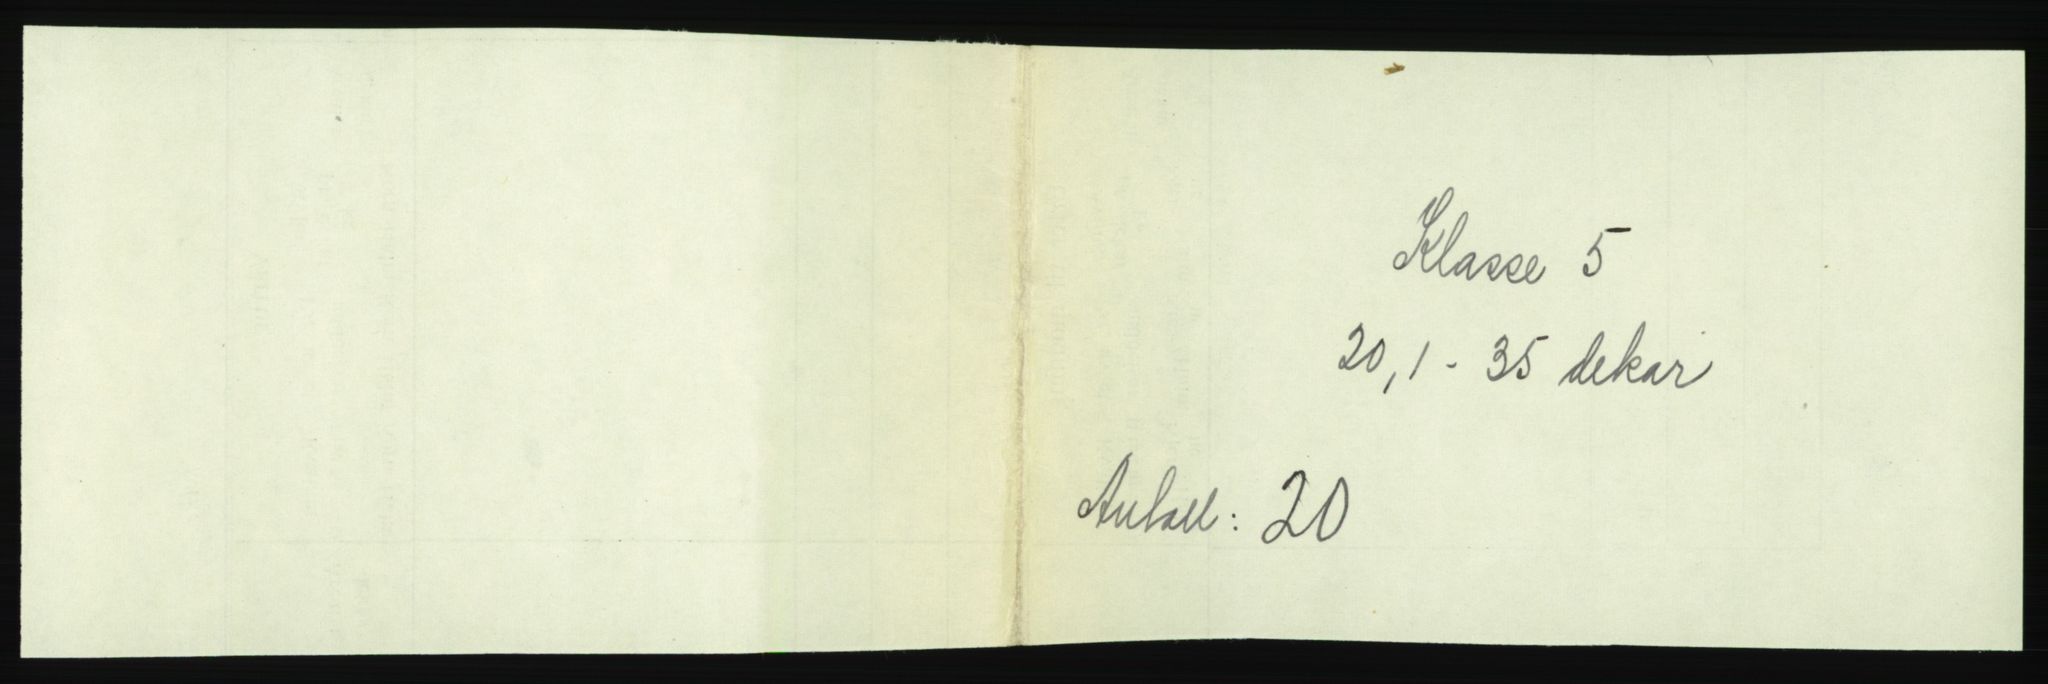 Klasse 5
20,1 - 35 dekar
Antall: 20